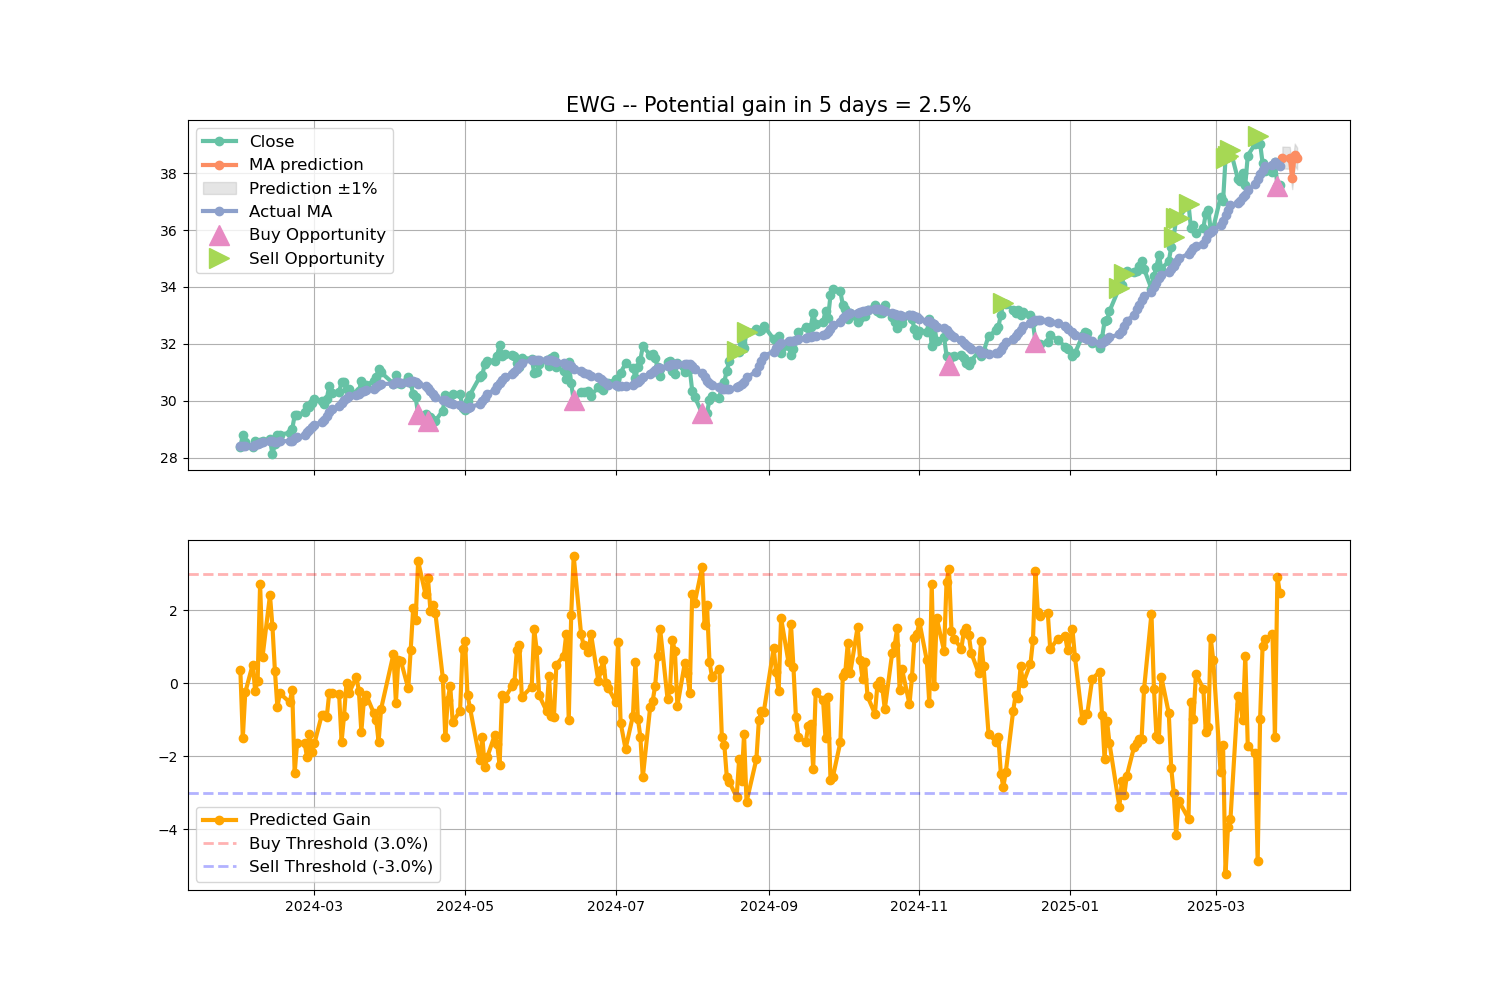 EWG -- Potential gain in 5 days = 2.5%
Close
MA prediction
Prediction ±1%
Actual MA
Buy Opportunity
Sell Opportunity
38
36
34
32
30
28
2
0
−2
−4
Predicted Gain
Buy Threshold (3.0%)
Sell Threshold (-3.0%)
2024-03 2024-05 2024-07 2024-09 2024-11 2025-01 2025-03